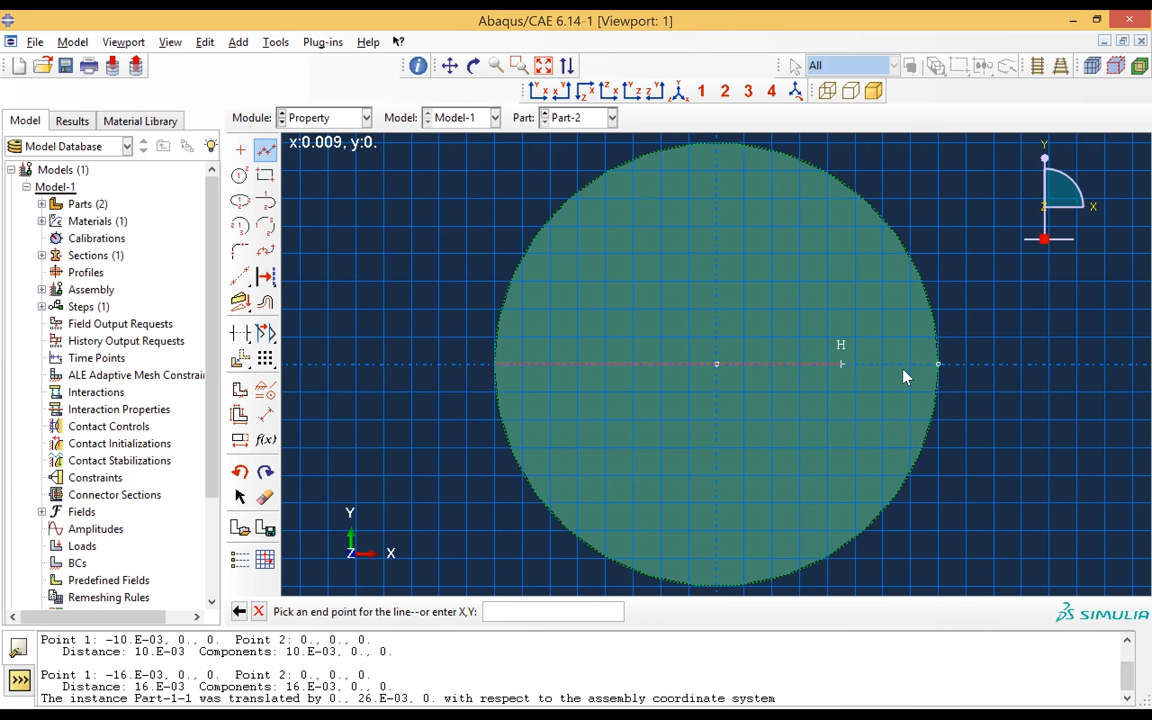 Abaqus/CAE 6.14-1 [Viewport: 1]
File Model Viewport View Edit Add Tools Plug-ins Help
All
1 2 3 4
Model Results Material Library
Module: Property Model: Model-1 Part: Part-2
Model Database
x:0.009, y:0.
Models (1)
Model-1
Parts (2)
Materials (1)
Calibrations
Sections (1)
Profiles
Assembly
Steps (1)
Field Output Requests
History Output Requests
Time Points
ALE Adaptive Mesh Constrai
Interactions
Interaction Properties
Contact Controls
Contact Initializations
Contact Stabilizations
Constraints
Connector Sections
Fields
Amplitudes
Loads
BCs
Predefined Fields
Remeshing Rules
f(x)
H
Y
Z X
Y
Z X
Pick an end point for the line--or enter X,Y:
SIMULIA
Point 1: -10.E-03, 0., 0. Point 2: 0., 0., 0.
Distance: 10.E-03 Components: 10.E-03, 0., 0.
Point 1: -16.E-03, 0., 0. Point 2: 0., 0., 0.
Distance: 16.E-03 Components: 16.E-03, 0., 0.
The instance Part-1-1 was translated by 0., 26.E-03, 0. with respect to the assembly coordinate system
>>>